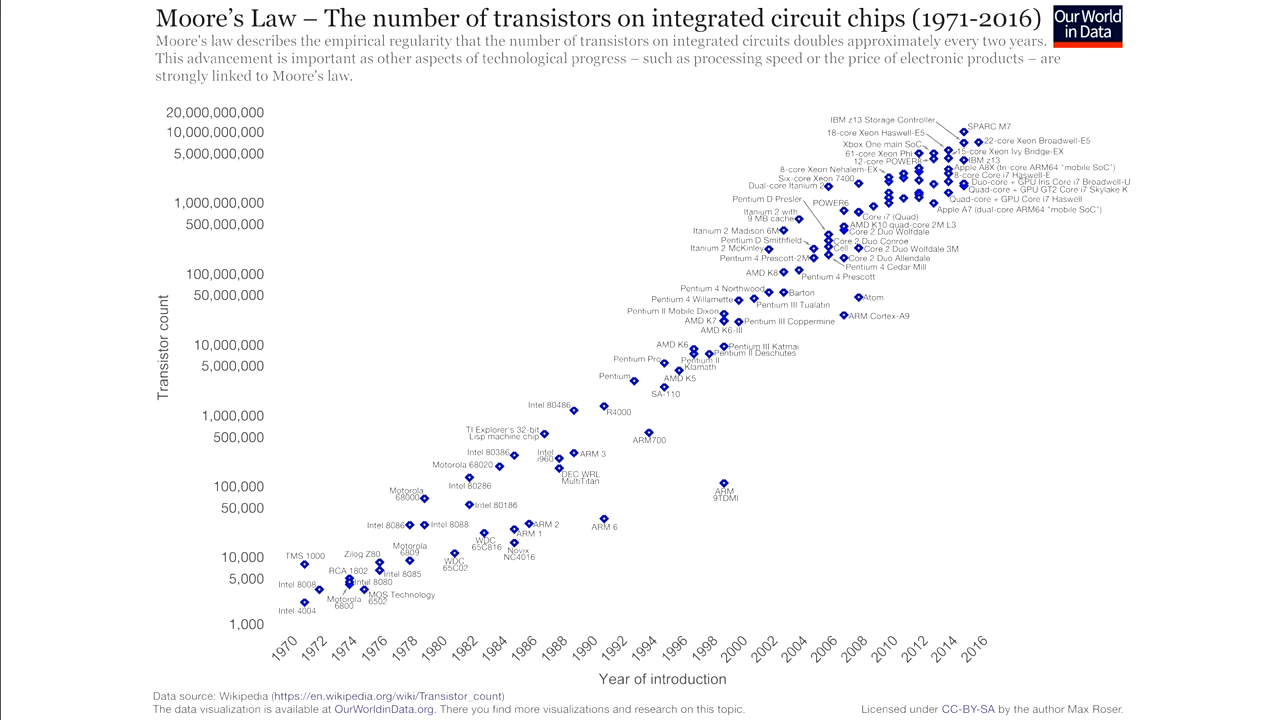 Moore's Law – The number of transistors on integrated circuit chips (1971-2016)
Our World
in Data
Moore's law describes the empirical regularity that the number of transistors on integrated circuits doubles approximately every two years.
This advancement is important as other aspects of technological progress – such as processing speed or the price of electronic products – are
strongly linked to Moore's law.
Transistor count
20,000,000,000
10,000,000,000
5,000,000,000
1,000,000,000
500,000,000
100,000,000
50,000,000
10,000,000
5,000,000
1,000,000
500,000
100,000
50,000
10,000
5,000
1,000
IBM z13 Storage Controller
SPARC M7
18-core Xeon Haswell-E5
22-core Xeon Broadwell-E5
Xbox One main SoC
61-core Xeon Phi
15-core Xeon Ivy Bridge-EX
12-core POWER8
IBM z13
8-core Xeon Nehalem-EX
Apple A8X (tri-core ARM64 "mobile SoC")
Six-core Xeon 7400
8-core Core i7 Haswell-E
Dual-core Itanium 2
Duo-core + GPU Iris Core i7 Broadwell-U
Quad-core + GPU GT2 Core i7 Skylake K
Pentium D Presler
POWER6
Quad-core + GPU Core i7 Haswell
Apple A7 (dual-core ARM64 "mobile SoC")
Itanium 2 with
9 MB cache
Core i7 (Quad)
AMD K10 quad-core 2M L3
Itanium 2 Madison 6M
Core 2 Duo Wolfdale
Pentium D Smithfield
Core 2 Duo Conroe
Itanium 2 McKinley
Cell
Core 2 Duo Wolfdale 3M
Pentium 4 Prescott-2M
Core 2 Duo Allendale
Pentium 4 Cedar Mill
AMD K8
Pentium 4 Prescott
Pentium 4 Northwood
Barton
Atom
Pentium 4 Willamette
Pentium III Tualatin
Pentium II Mobile Dixon
ARM Cortex-A9
AMD K7
Pentium III Coppermine
AMD K6-III
AMD K6
Pentium III Katmai
Pentium II Deschutes
Pentium Pro
Pentium II
Klamath
Pentium
AMD K5
SA-110
Intel 80486
R4000
TI Explorer's 32-bit
Lisp machine chip
ARM700
Intel 80386
Intel
i960
ARM 3
Motorola 68020
DEC WRL
MultiTitan
Intel 80286
ARM
9TDMI
Motorola
68000
Intel 80186
Intel 8086
Intel 8088
ARM 2
ARM 6
ARM 1
WDC
65C816
Novix
NC4016
Motorola
6809
WDC
65C02
TMS 1000
Zilog Z80
RCA 1802
Intel 8085
Intel 8008
Intel 8080
Motorola
6800
MOS Technology
6502
Intel 4004
1970
1972
1974
1976
1978
1980
1982
1984
1986
1988
1990
1992
1994
1996
1998
2000
2002
2004
2006
2008
2010
2012
2014
2016
Year of introduction
Data source: Wikipedia (https://en.wikipedia.org/wiki/Transistor_count)
The data visualization is available at OurWorldinData.org. There you find more visualizations and research on this topic.
Licensed under CC-BY-SA by the author Max Roser.